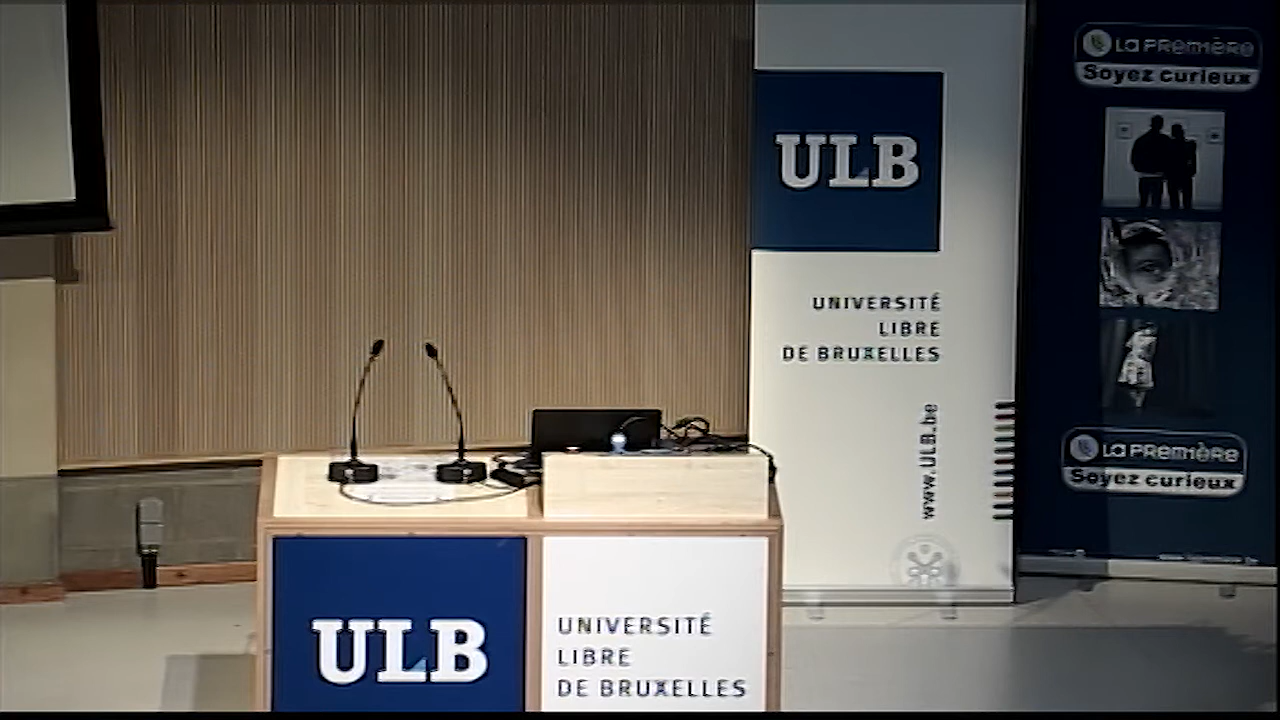 ULB
UNIVERSITÉ
LIBRE
DE BRUXELLES
www.ULB.be
La Première
Soyez curieux
La Première
Soyez curieux
ULB
UNIVERSITÉ
LIBRE
DE BRUXELLES